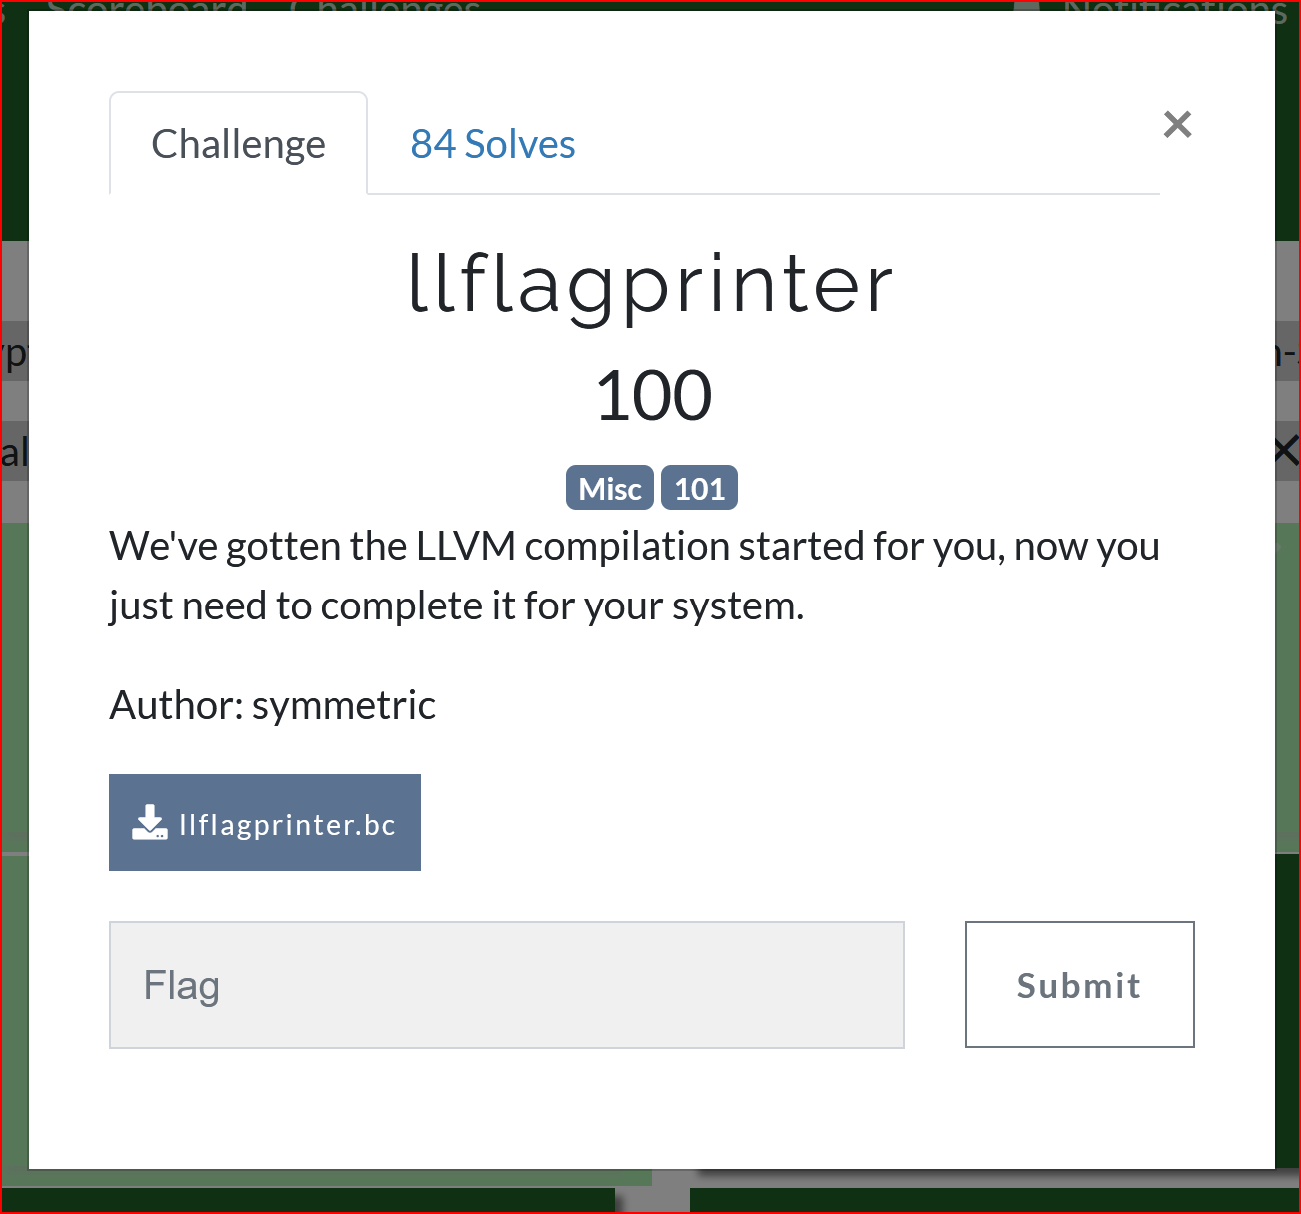 Scoreboard Challenges Notifications
Challenge
84 Solves
×
llflagprinter
100
Misc 101
We've gotten the LLVM compilation started for you, now you
just need to complete it for your system.
Author: symmetric
llflagprinter.bc
Flag
Submit